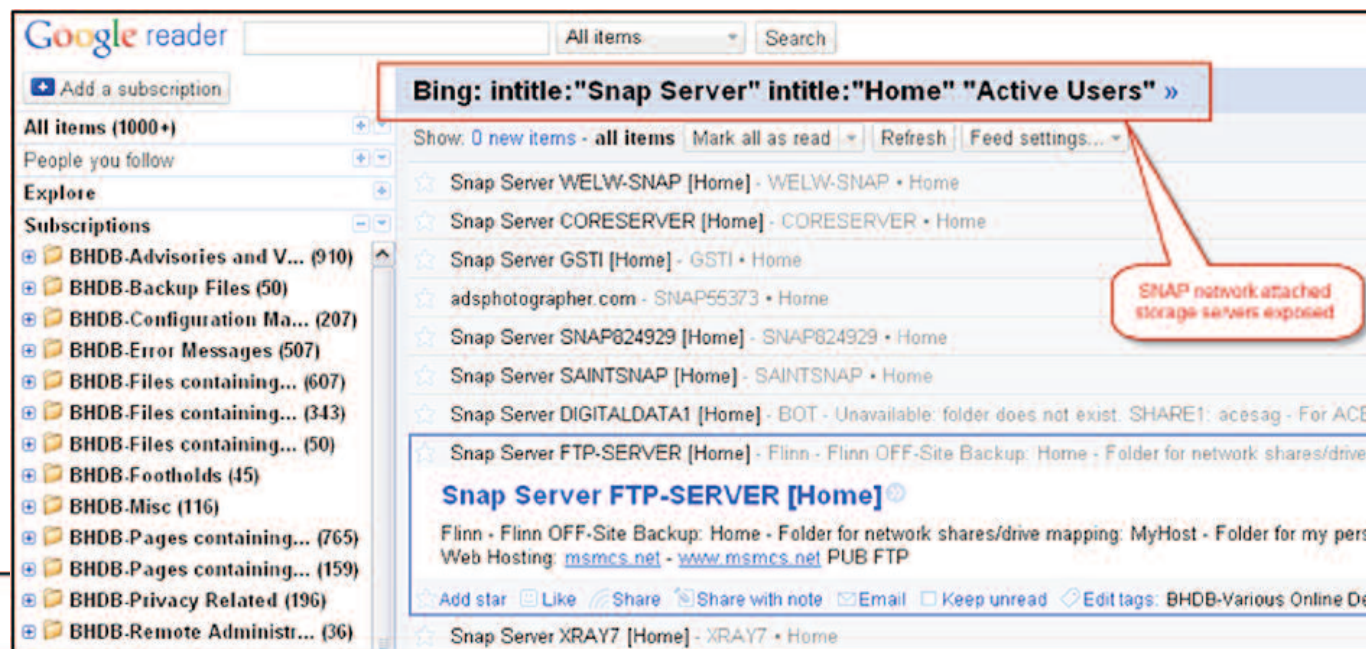 Google reader
All items
Search
Add a subscription
All items (1000+)
People you follow
Explore
Subscriptions
BHDB-Advisories and V... (910)
BHDB-Backup Files (50)
BHDB-Configuration Ma... (207)
BHDB-Error Messages (507)
BHDB-Files containing... (607)
BHDB-Files containing... (343)
BHDB-Files containing... (50)
BHDB-Footholds (45)
BHDB-Misc (116)
BHDB-Pages containing... (765)
BHDB-Pages containing... (159)
BHDB-Privacy Related (196)
BHDB-Remote Administr... (36)
Bing: intitle:"Snap Server" intitle:"Home" "Active Users" »
Show: 0 new items - all items Mark all as read Refresh Feed settings...
Snap Server WELW-SNAP [Home] - WELW-SNAP • Home
Snap Server CORESERVER [Home] - CORESERVER • Home
Snap Server GSTI [Home] - GSTI • Home
adsphotographer.com - SNAP55373 • Home
Snap Server SNAP824929 [Home] - SNAP824929 • Home
Snap Server SAINTSNAP [Home] - SAINTSNAP • Home
Snap Server DIGITALDATA1 [Home] - BOT - Unavailable: folder does not exist. SHARE1: acesag - For ACE
Snap Server FTP-SERVER [Home] - Flinn - Flinn OFF-Site Backup: Home - Folder for network shares/drive
Snap Server FTP-SERVER [Home]
Flinn - Flinn OFF-Site Backup: Home - Folder for network shares/drive mapping: MyHost - Folder for my pers
Web Hosting: msmcs.net - www.msmcs.net PUB FTP
Add star Like Share Share with note Email Keep unread Edit tags: BHDB-Various Online De
Snap Server XRAY7 [Home] - XRAY7 • Home
SNAP network attached
storage servers exposed